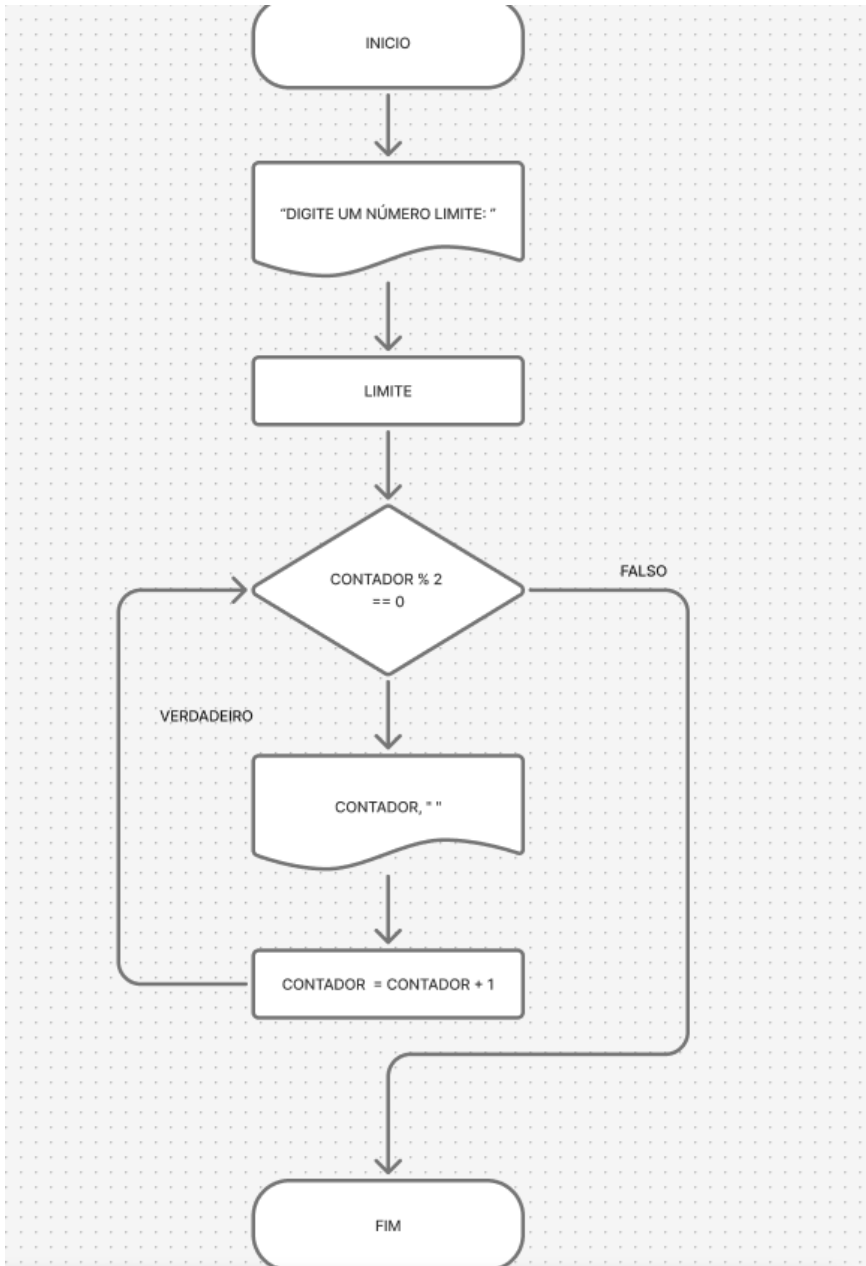 INICIO
“DIGITE UM NÚMERO LIMITE: “
LIMITE
CONTADOR % 2
== 0
FALSO
VERDADEIRO
CONTADOR, " "
CONTADOR = CONTADOR + 1
FIM